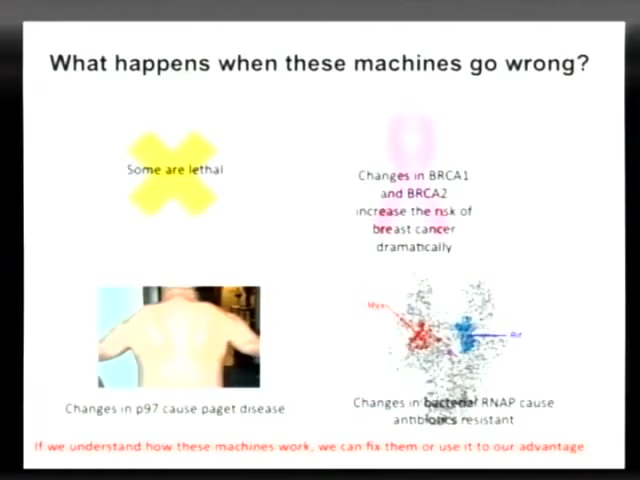 What happens when these machines go wrong?
Some are lethal
Changes in BRCA1
and BRCA2
increase the risk of
breast cancer
dramatically
Changes in p97 cause paget disease
Changes in bacterial RNAP cause
antibiotics resistant
If we understand how these machines work, we can fix them or use it to our advantage